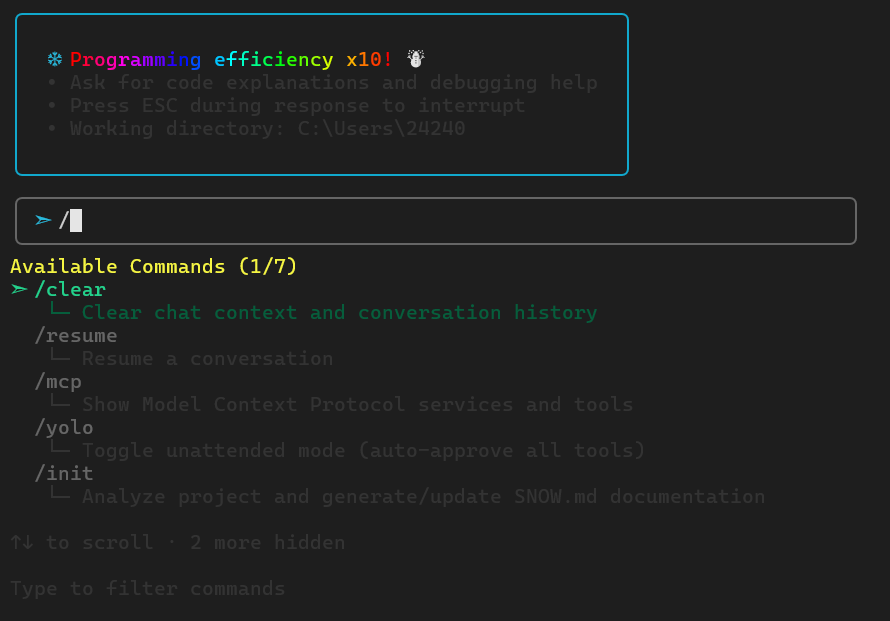 ❆ Programming efficiency x10! ☃
• Ask for code explanations and debugging help
• Press ESC during response to interrupt
• Working directory: C:\Users\24240
➣ /
Available Commands (1/7)
➣ /clear
└─ Clear chat context and conversation history
/resume
└─ Resume a conversation
/mcp
└─ Show Model Context Protocol services and tools
/yolo
└─ Toggle unattended mode (auto-approve all tools)
/init
└─ Analyze project and generate/update SNOW.md documentation
↑↓ to scroll · 2 more hidden
Type to filter commands